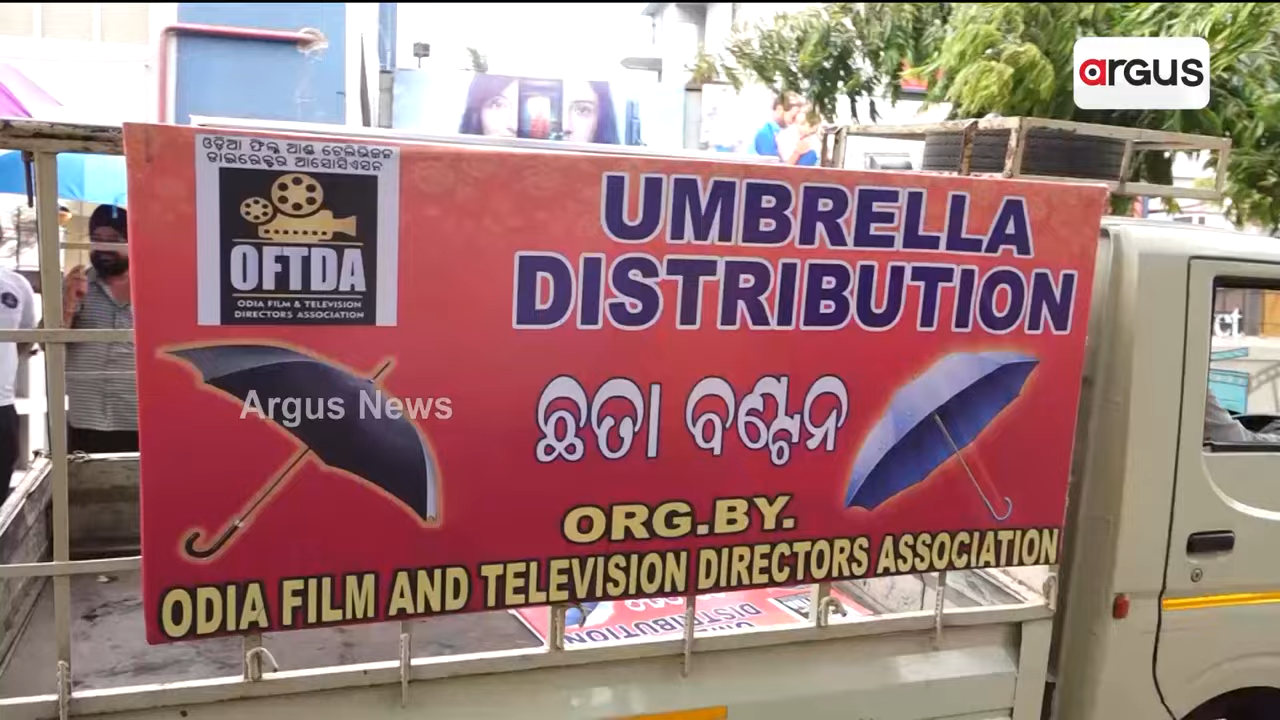 argus
ଓଡ଼ିଆ ଫିଲ୍ମ ଆଣ୍ଡ ଟେଲିଭିଜନ
ଡାଇରେକ୍ଟର ଆସୋସିଏସନ
OFTDA
ODIA FILM & TELEVISION
DIRECTORS ASSOCIATION
UMBRELLA
DISTRIBUTION
Argus News
ଛତା ବଣ୍ଟନ
ORG.BY.
ODIA FILM AND TELEVISION DIRECTORS ASSOCIATION
DISTRIBUTION